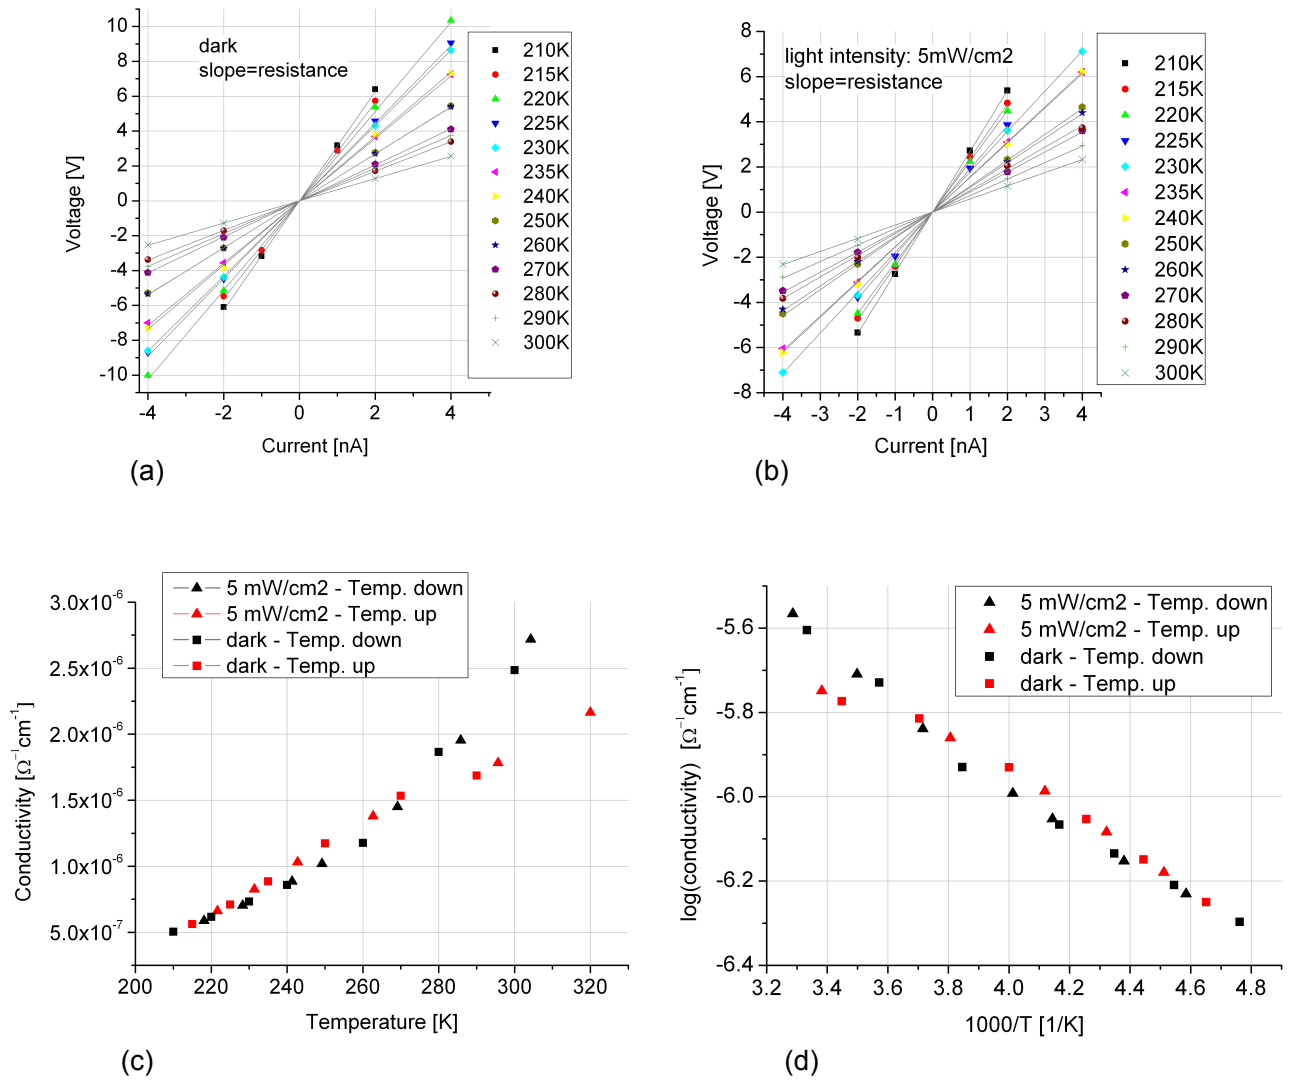 dark
slope=resistance
10
8
6
4
2
0
-2
-4
-6
-8
-10
Voltage [V]
-4
-2
0
2
4
Current [nA]
210K
215K
220K
225K
230K
235K
240K
250K
260K
270K
280K
290K
300K
(a)
light intensity: 5mW/cm2
slope=resistance
8
6
4
2
0
-2
-4
-6
-8
Voltage [V]
-4
-3
-2
-1
0
1
2
3
4
Current [nA]
210K
215K
220K
225K
230K
235K
240K
250K
260K
270K
280K
290K
300K
(b)
5 mW/cm2 - Temp. down
5 mW/cm2 - Temp. up
dark - Temp. down
dark - Temp. up
3.0x10⁻⁶
2.5x10⁻⁶
2.0x10⁻⁶
1.5x10⁻⁶
1.0x10⁻⁶
5.0x10⁻⁷
Conductivity [Ω⁻¹cm⁻¹]
200
220
240
260
280
300
320
Temperature [K]
(c)
5 mW/cm2 - Temp. down
5 mW/cm2 - Temp. up
dark - Temp. down
dark - Temp. up
-5.6
-5.8
-6.0
-6.2
-6.4
log(conductivity) [Ω⁻¹cm⁻¹]
3.2
3.4
3.6
3.8
4.0
4.2
4.4
4.6
4.8
1000/T [1/K]
(d)